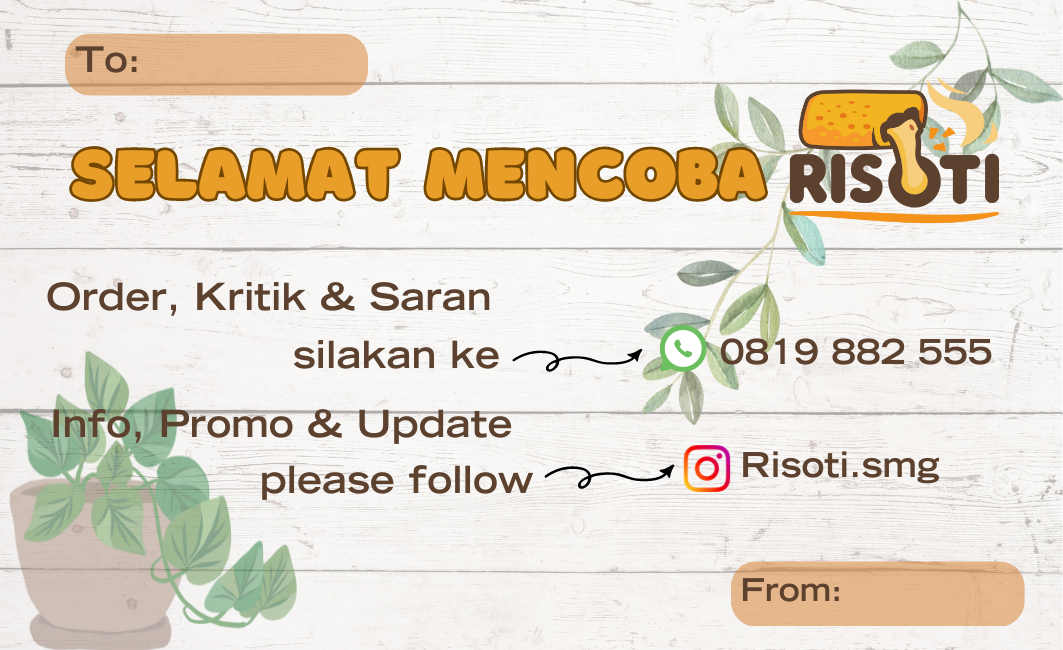 To:
SELAMAT MENCOBA
RISOTI
Order, Kritik & Saran
silakan ke
0819 882 555
Info, Promo & Update
please follow
Risoti.smg
From: